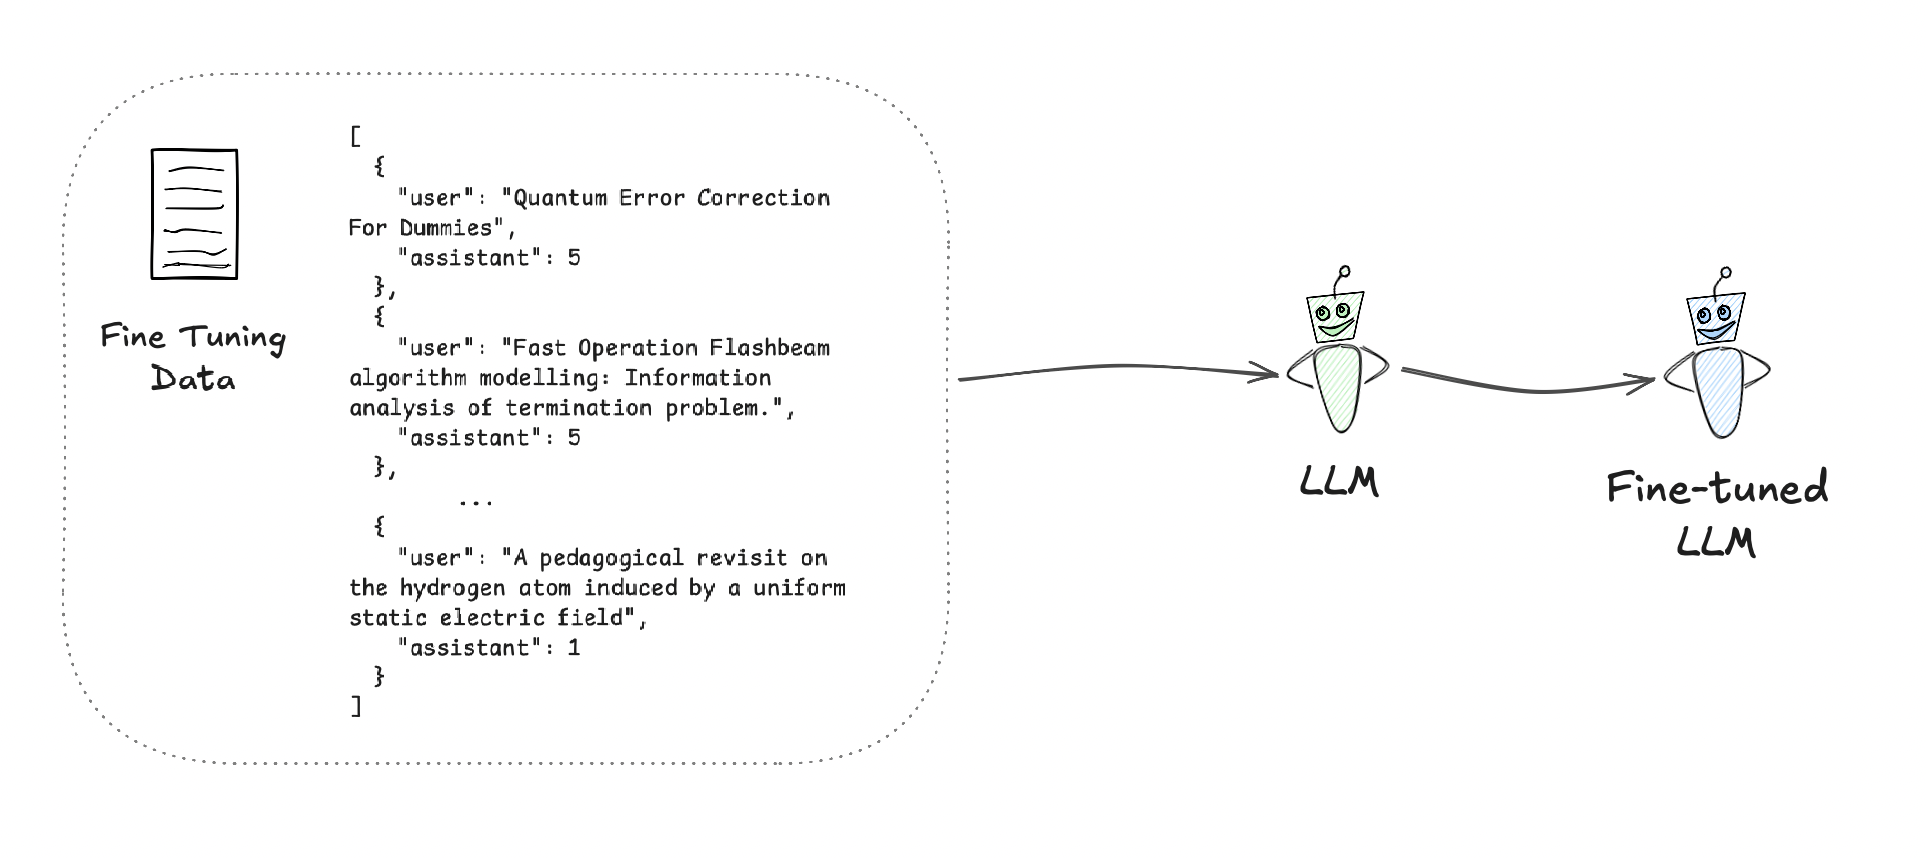 Fine Tuning
Data
[
{
"user": "Quantum Error Correction
For Dummies",
"assistant": 5
},
{
"user": "Fast Operation Flashbeam
algorithm modelling: Information
analysis of termination problem.",
"assistant": 5
},
...
{
"user": "A pedagogical revisit on
the hydrogen atom induced by a uniform
static electric field",
"assistant": 1
}
]
LLM
Fine-tuned
LLM